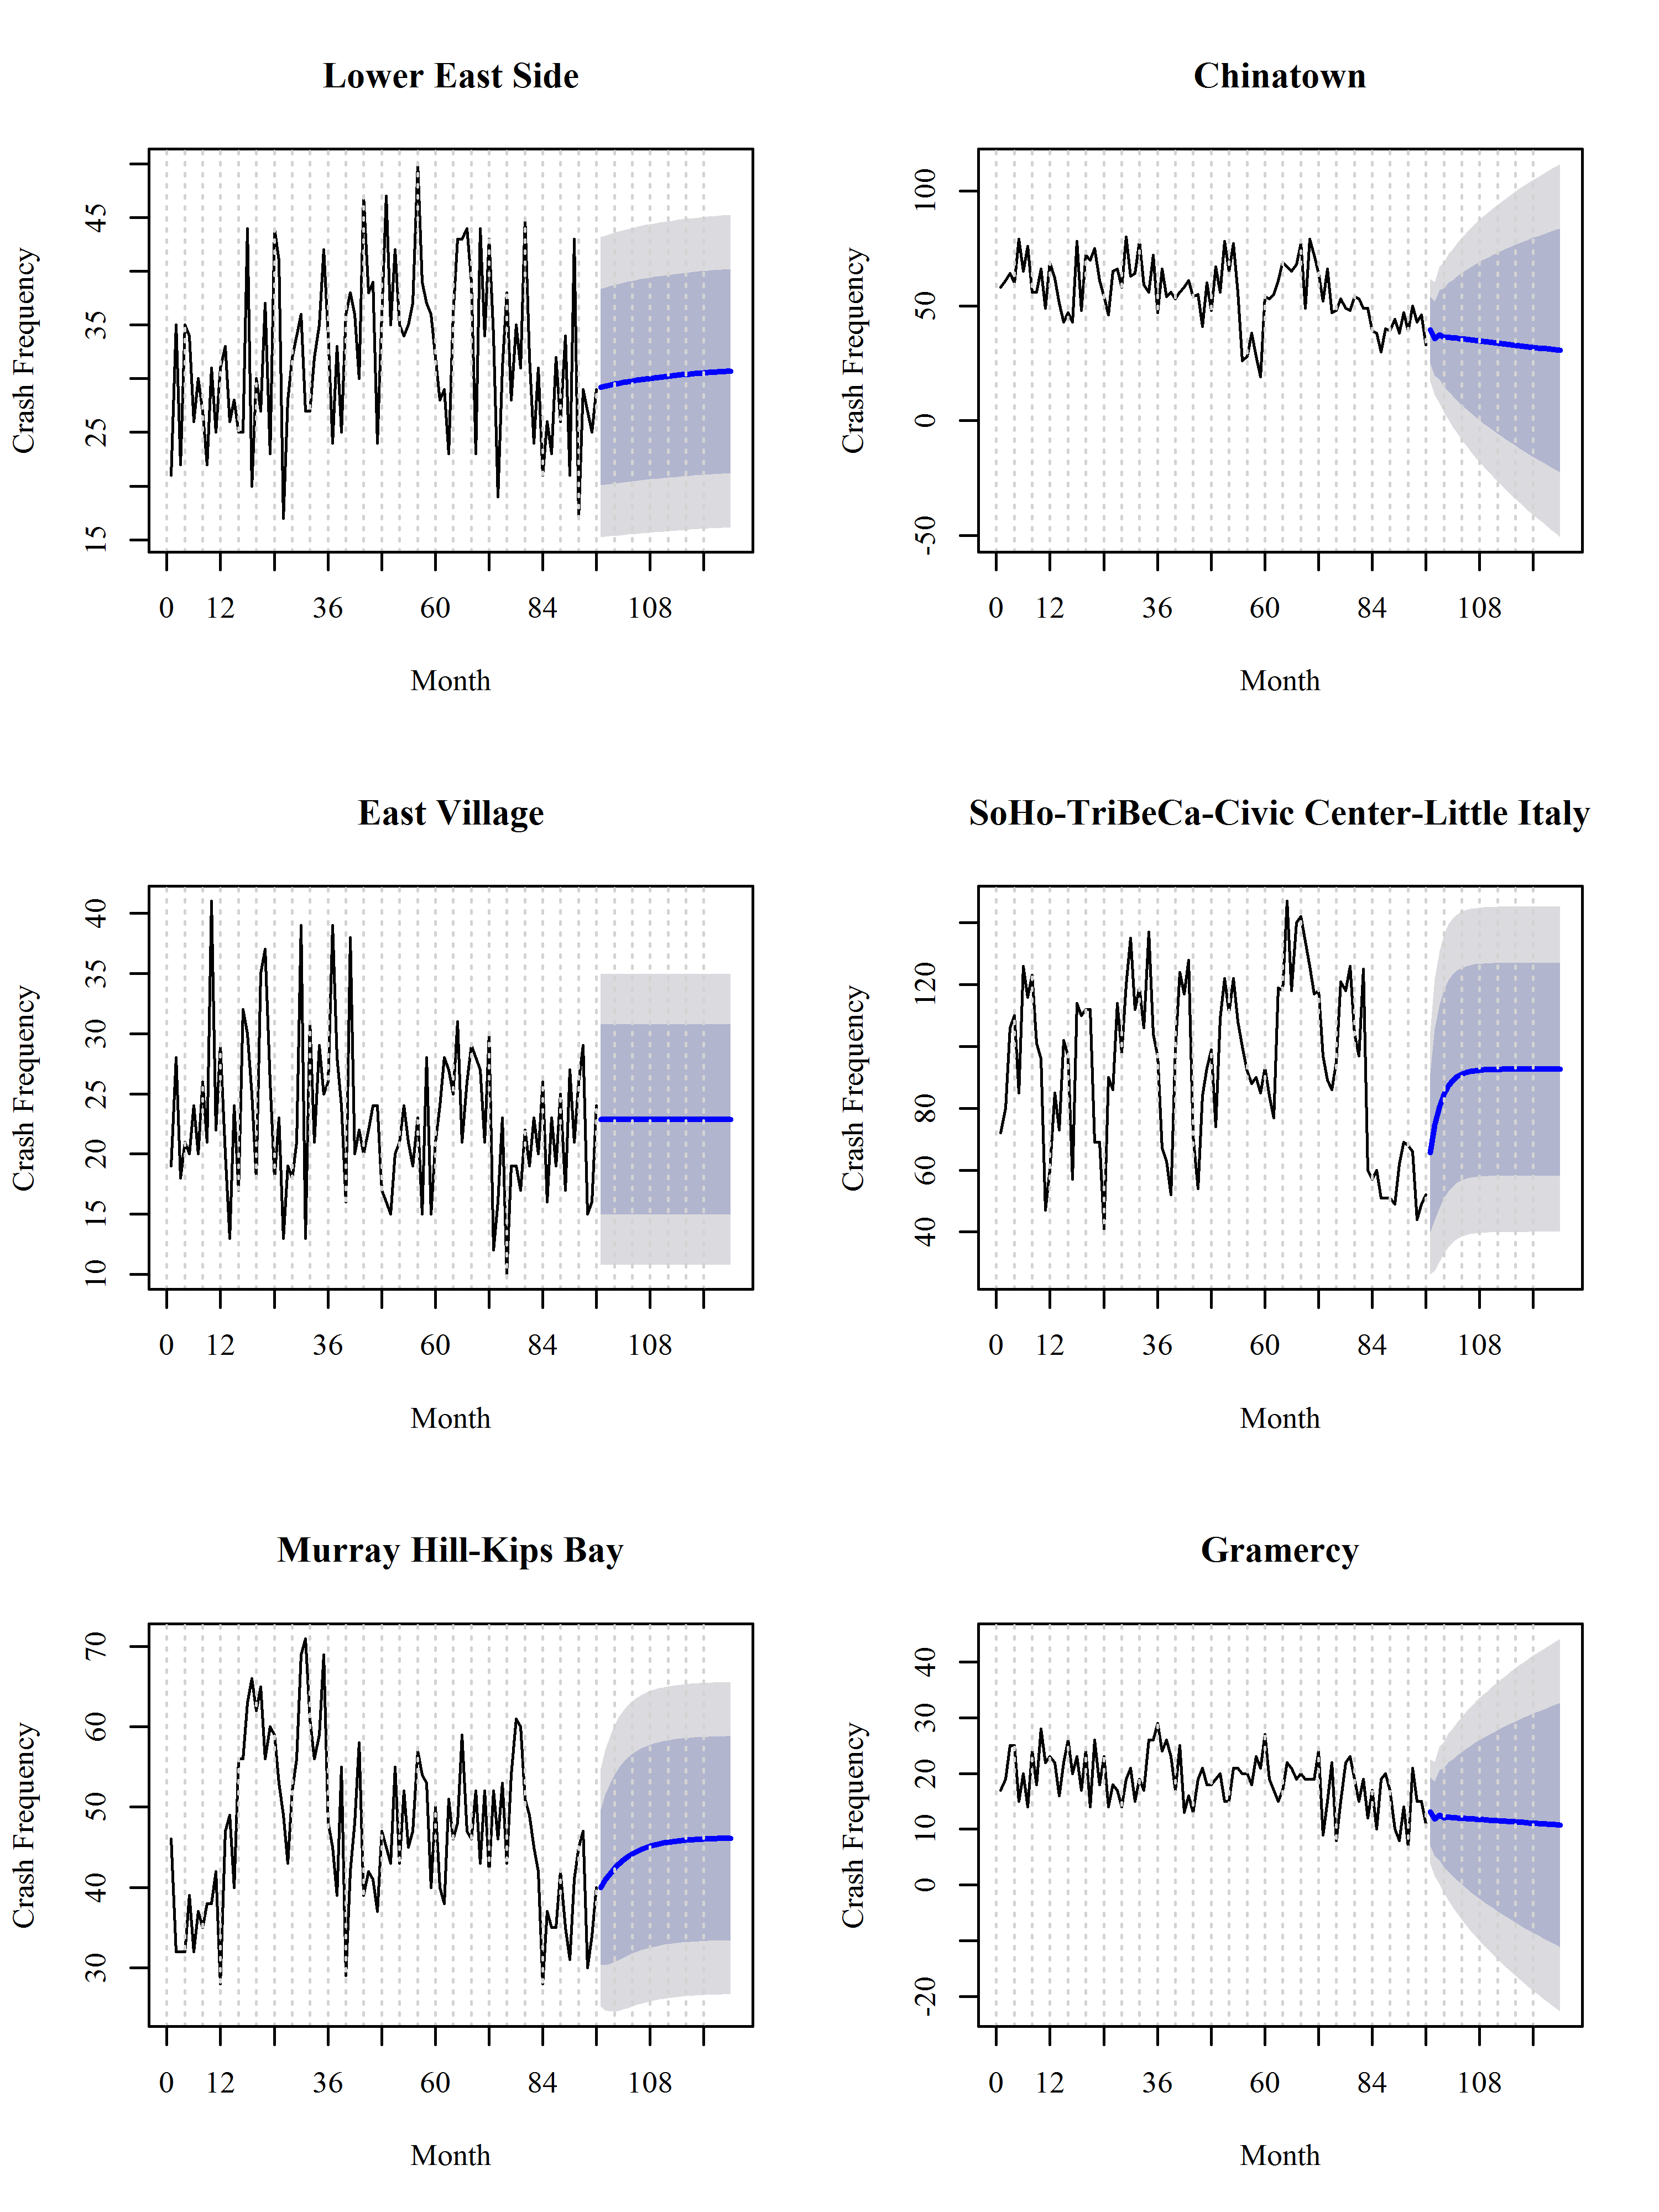 Lower East Side
Crash Frequency
45
35
25
15
0 12 36 60 84 108
Month
Chinatown
Crash Frequency
100
50
0
-50
0 12 36 60 84 108
Month
East Village
Crash Frequency
40
35
30
25
20
15
10
0 12 36 60 84 108
Month
SoHo-TriBeCa-Civic Center-Little Italy
Crash Frequency
120
80
60
40
0 12 36 60 84 108
Month
Murray Hill-Kips Bay
Crash Frequency
70
60
50
40
30
0 12 36 60 84 108
Month
Gramercy
Crash Frequency
40
30
20
10
0
-20
0 12 36 60 84 108
Month